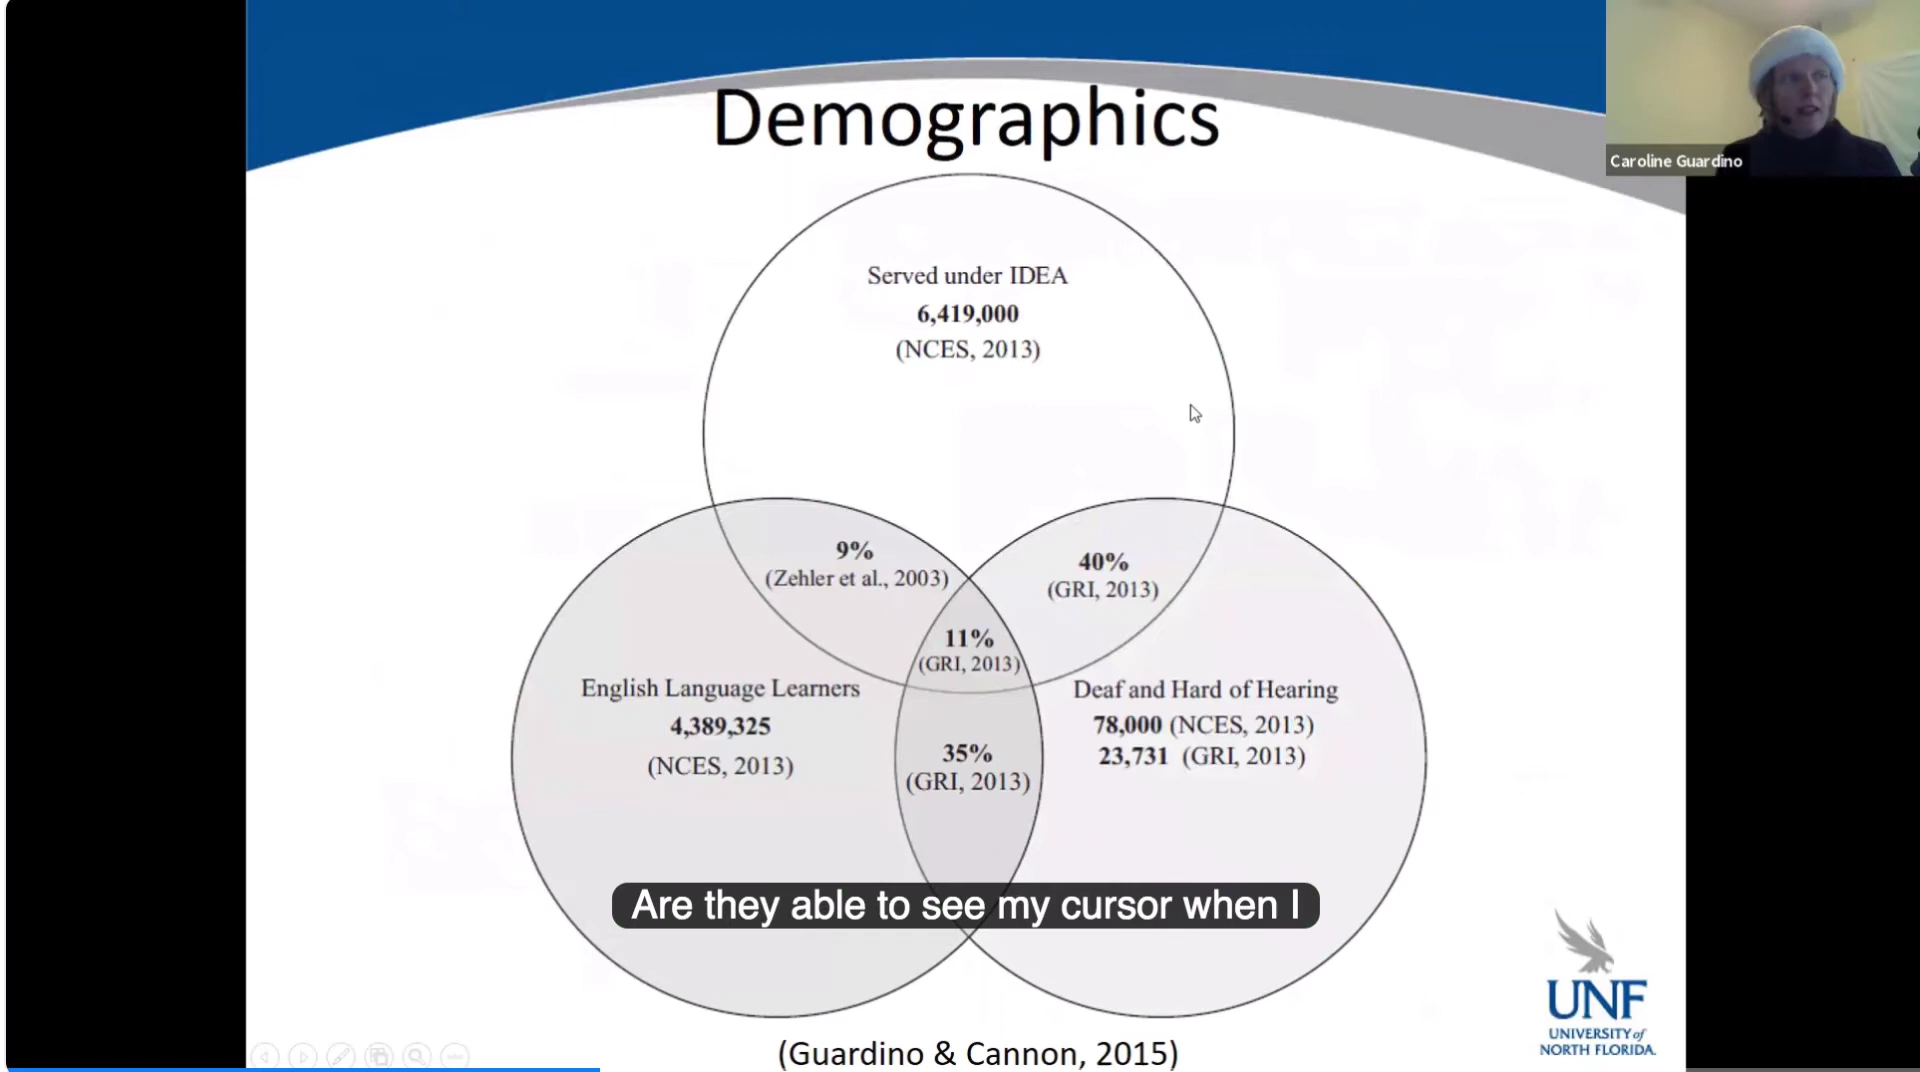 Demographics
Caroline Guardino
Served under IDEA
6,419,000
(NCES, 2013)
9%
(Zehler et al., 2003)
40%
(GRI, 2013)
11%
(GRI, 2013)
English Language Learners
4,389,325
(NCES, 2013)
Deaf and Hard of Hearing
78,000 (NCES, 2013)
23,731 (GRI, 2013)
35%
(GRI, 2013)
Are they able to see my cursor when I
UNF
UNIVERSITY of
NORTH FLORIDA.
(Guardino & Cannon, 2015)